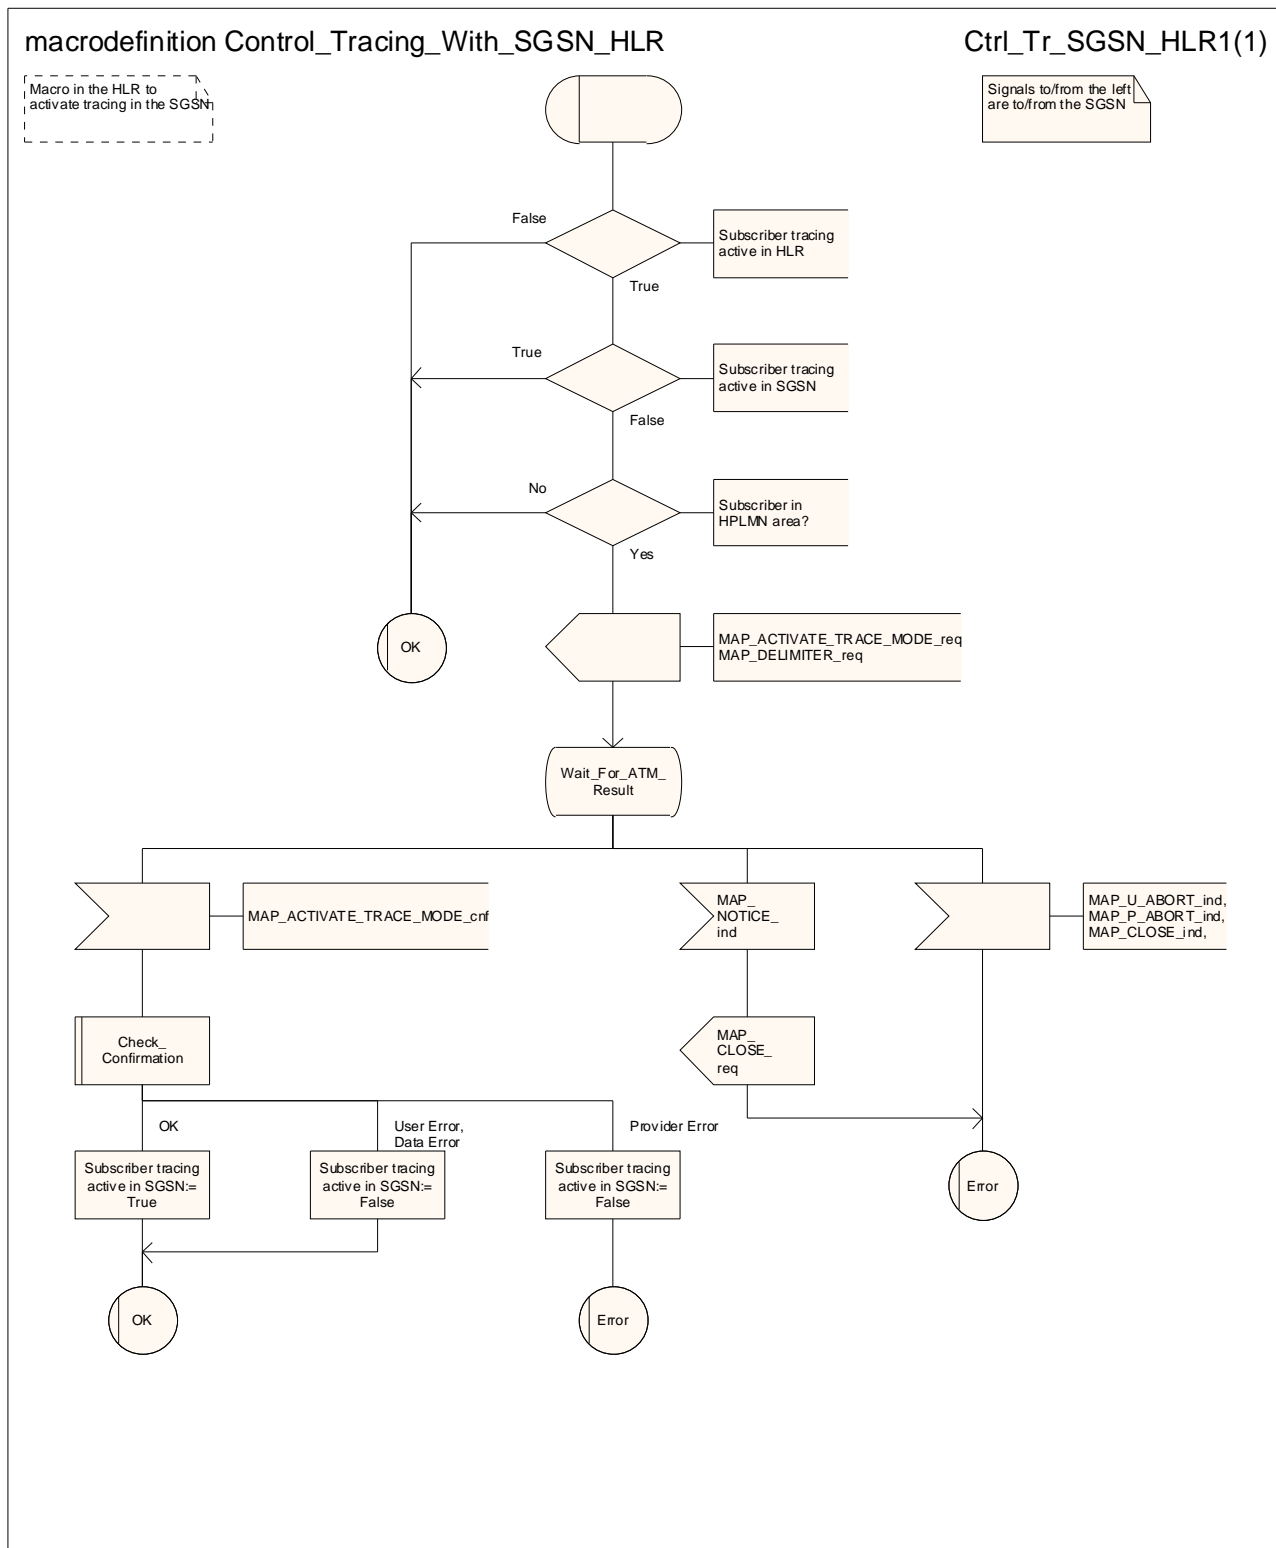 macrodefinition Control_Tracing_With_SGSN_HLR
Ctrl_Tr_SGSN_HLR1(1)
Macro in the HLR to
activate tracing in the SGSN
Signals to/from the left
are to/from the SGSN
False
Subscriber tracing
active in HLR
True
True
Subscriber tracing
active in SGSN
False
No
Subscriber in
HPLMN area?
Yes
OK
MAP_ACTIVATE_TRACE_MODE_req
MAP_DELIMITER_req
Wait_For_ATM_
Result
MAP_ACTIVATE_TRACE_MODE_cnf
MAP_
NOTICE_
ind
MAP_U_ABORT_ind,
MAP_P_ABORT_ind,
MAP_CLOSE_ind,
Check_
Confirmation
MAP_
CLOSE_
req
OK
User Error,
Data Error
Provider Error
Subscriber tracing
active in SGSN:=
True
Subscriber tracing
active in SGSN:=
False
Subscriber tracing
active in SGSN:=
False
Error
OK
Error